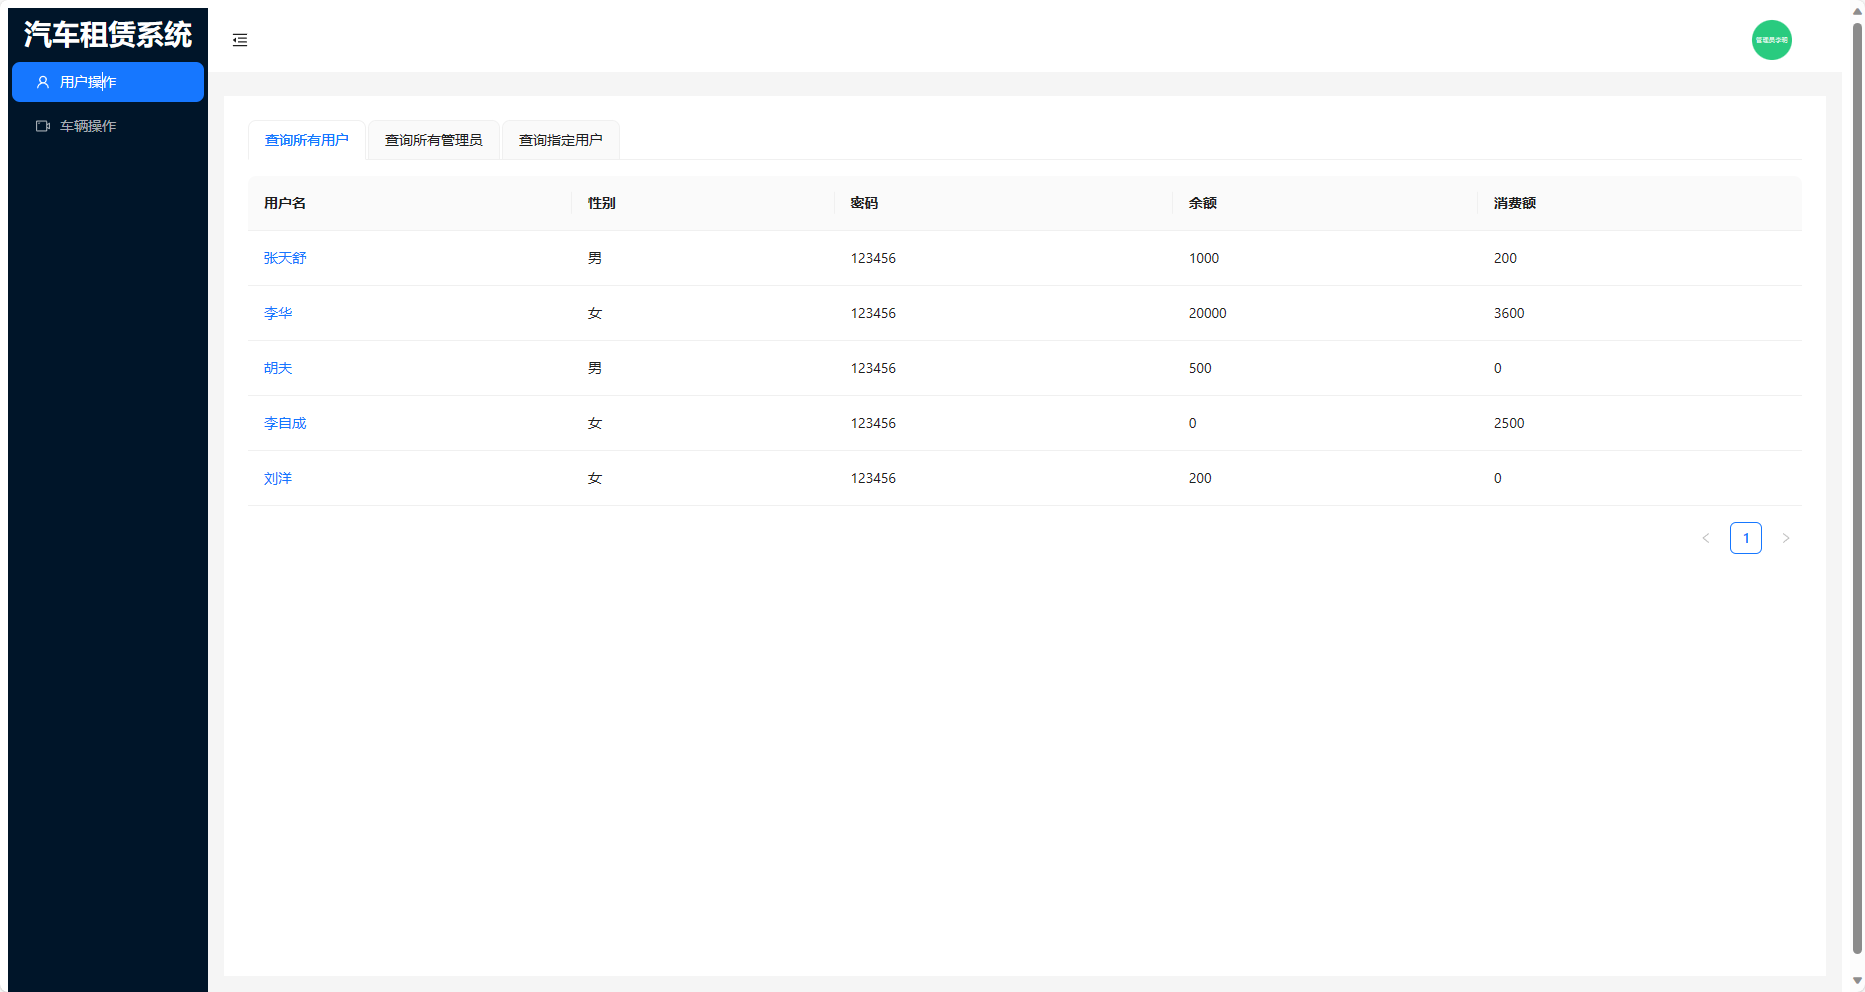 汽车租赁系统
用户操作
车辆操作
查询所有用户 查询所有管理员 查询指定用户
用户名 性别 密码 余额 消费额
张天舒 男 123456 1000 200
李华 女 123456 20000 3600
胡夫 男 123456 500 0
李自成 女 123456 0 2500
刘洋 女 123456 200 0
1